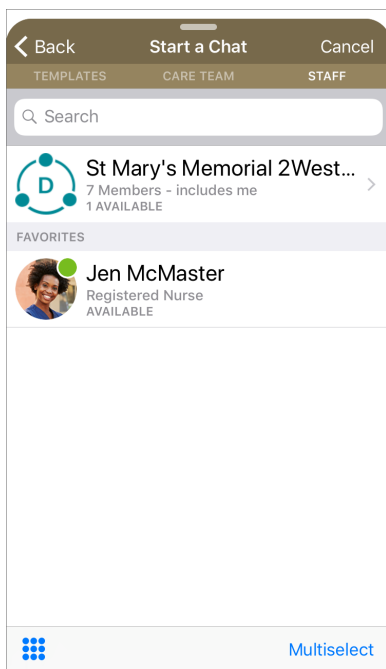 Back
Start a Chat
Cancel
TEMPLATES
CARE TEAM
STAFF
Search
D
St Mary's Memorial 2West...
7 Members - includes me
1 AVAILABLE
FAVORITES
Jen McMaster
Registered Nurse
AVAILABLE
Multiselect